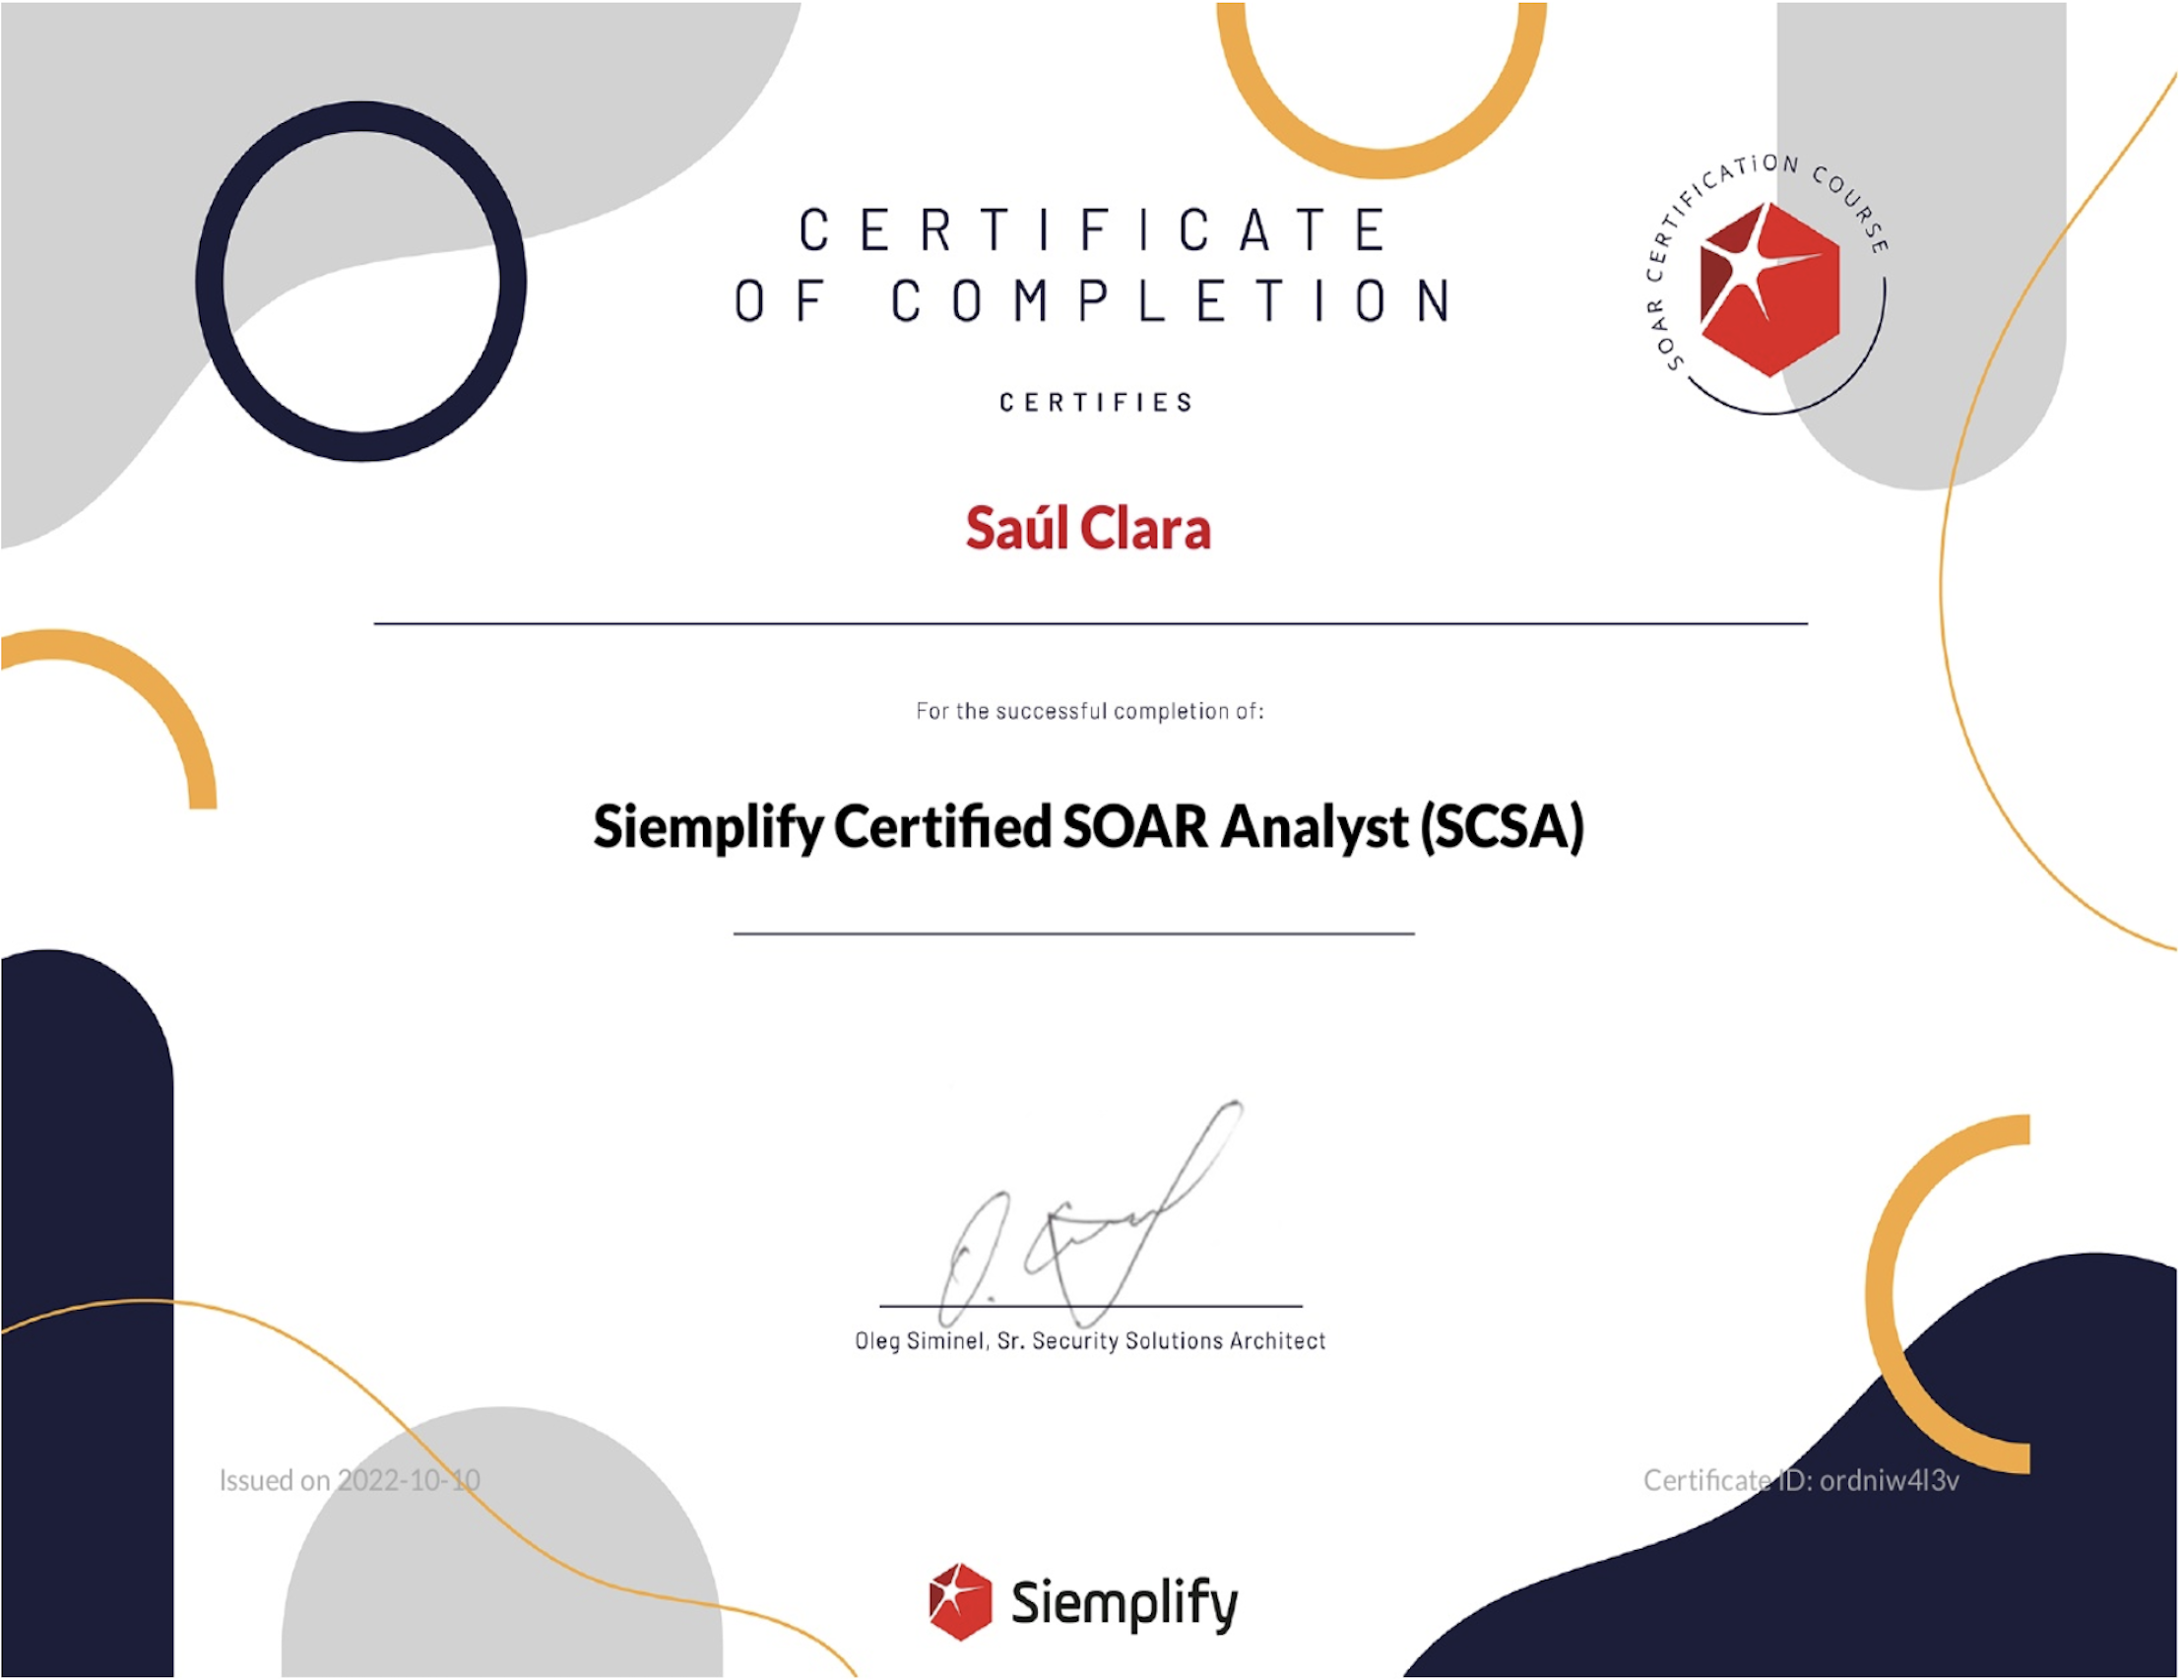 CERTIFICATE
OF COMPLETION
SOAR CERTIFICATION COURSE
CERTIFIES
Saúl Clara
For the successful completion of:
Siemplify Certified SOAR Analyst (SCSA)
Oleg Siminel, Sr. Security Solutions Architect
Issued on 2022-10-10
Certificate ID: ordniw4l3v
Siemplify